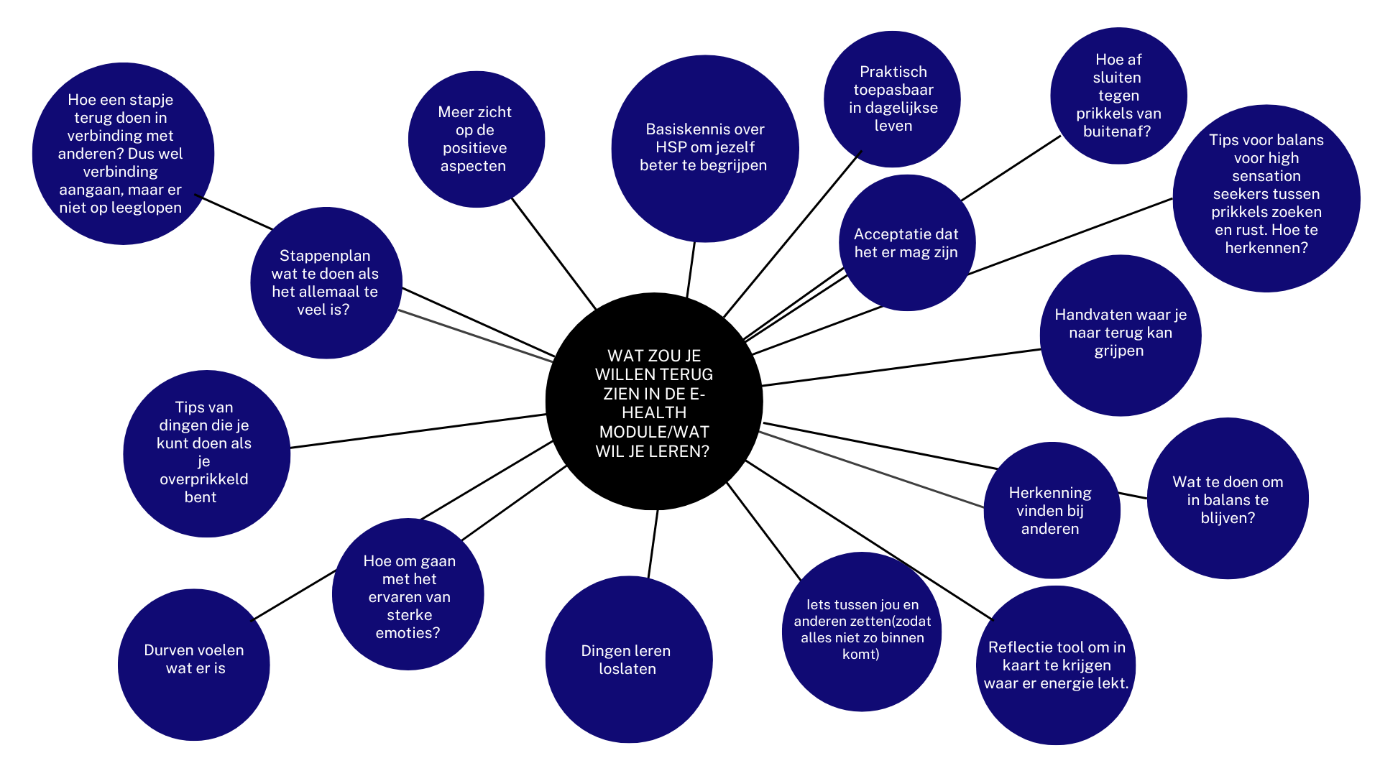 Hoe een stapje
terug doen in
verbinding met
anderen? Dus wel
verbinding
aangaan, maar er
niet op leeglopen
Meer zicht
op de
positieve
aspecten
Basiskennis over
HSP om jezelf
beter te begrijpen
Praktisch
toepasbaar
in dagelijkse
leven
Hoe af
sluiten
tegen
prikkels van
buitenaf?
Tips voor balans
voor high
sensation
seekers tussen
prikkels zoeken
en rust. Hoe te
herkennen?
Stappenplan
wat te doen als
het allemaal te
veel is?
Acceptatie dat
het er mag zijn
Handvaten waar je
naar terug kan
grijpen
WAT ZOU JE
WILLEN TERUG
ZIEN IN DE E-
HEALTH
MODULE/WAT
WIL JE LEREN?
Tips van
dingen die je
kunt doen als
je
overprikkeld
bent
Herkenning
vinden bij
anderen
Wat te doen om
in balans te
blijven?
Hoe om gaan
met het
ervaren van
sterke
emoties?
Durven voelen
wat er is
Dingen leren
loslaten
Iets tussen jou en
anderen zetten(zodat
alles niet zo binnen
komt)
Reflectie tool om in
kaart te krijgen
waar er energie lekt.